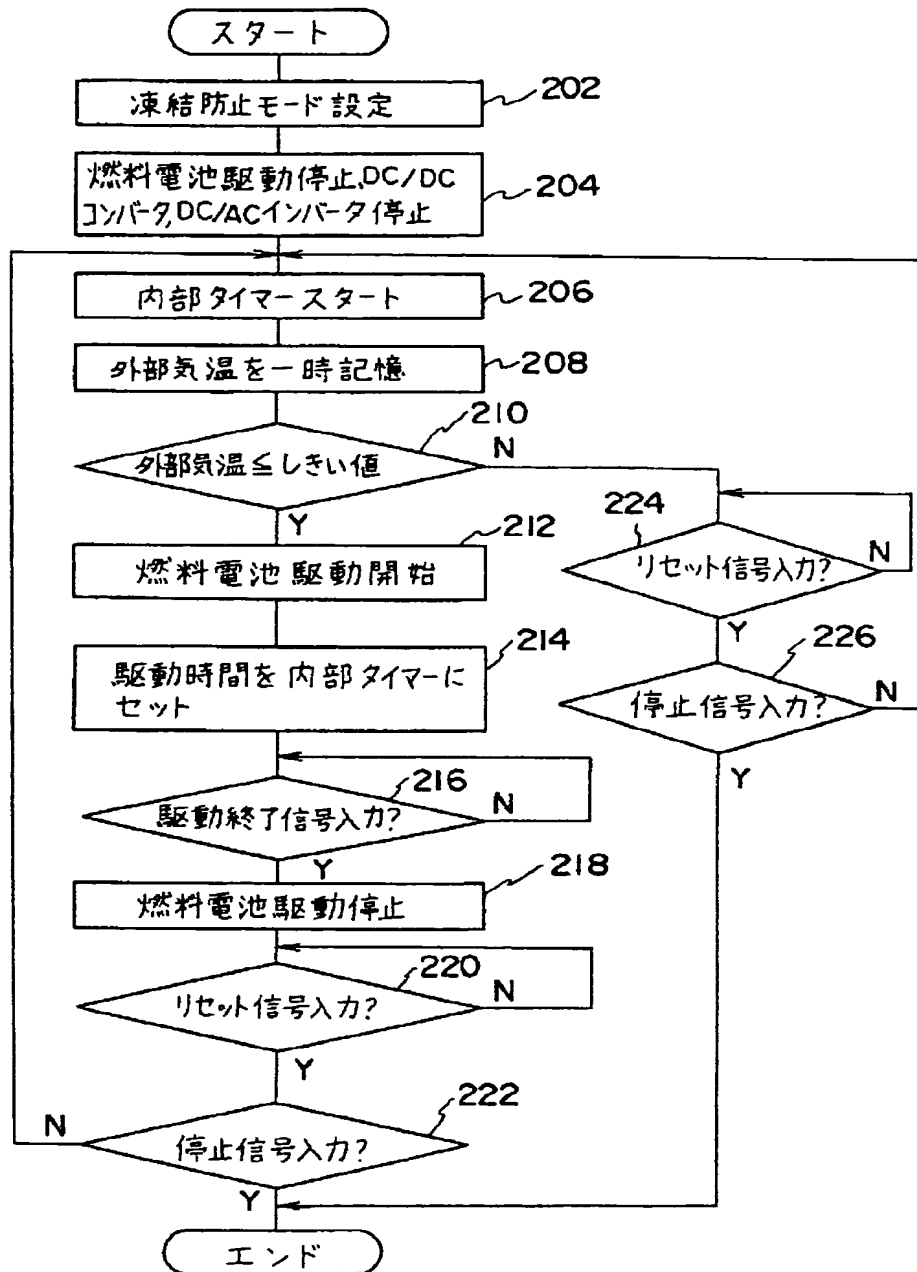 スタート
凍結防止モード設定
202
燃料電池駆動停止、DC/DC
コンバータ,DC/ACインバータ停止
204
内部タイマースタート
206
外部気温を一時記憶
208
210
外部気温≦しきい値
N
Y
212
燃料電池駆動開始
224
リセット信号入力?
N
Y
214
駆動時間を内部タイマーに
セット
226
停止信号入力?
N
Y
216
駆動終了信号入力?
N
Y
218
燃料電池駆動停止
220
リセット信号入力?
N
Y
222
停止信号入力?
N
Y
エンド